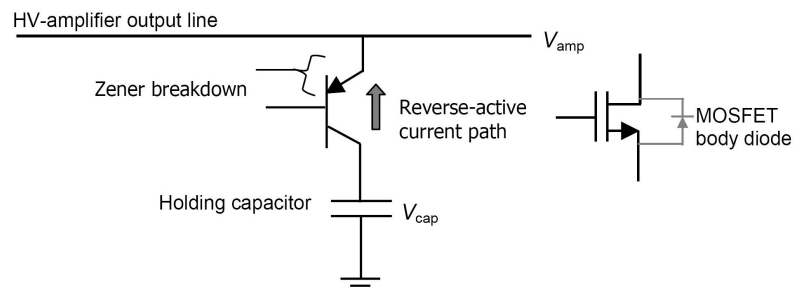 HV-amplifier output line
Vamp
Zener breakdown
Reverse-active
current path
MOSFET
body diode
Holding capacitor
Vcap